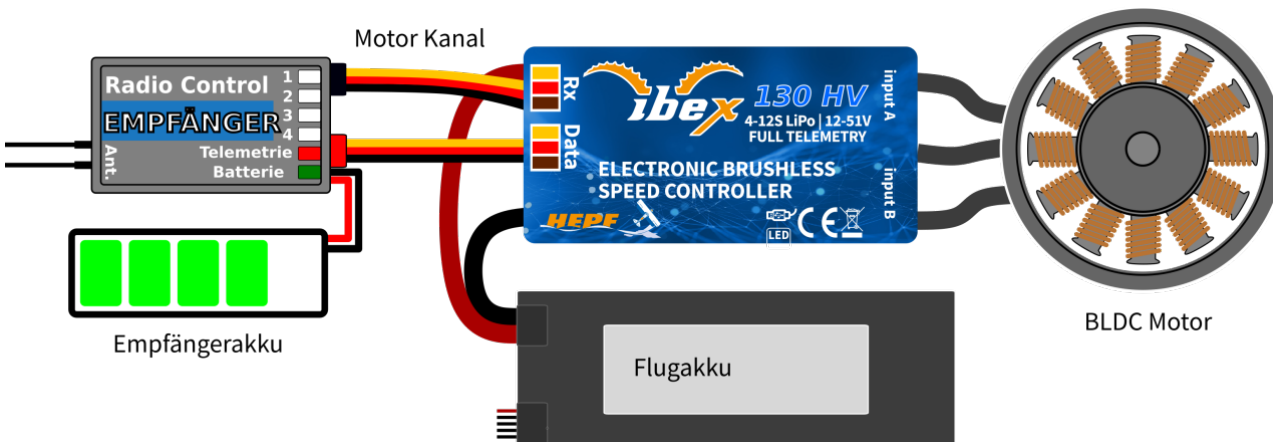 Motor Kanal
Radio Control
EMPFÄNGER
1
2
3
4
Telemetrie
Batterie
Ant.
Empfängerakku
Rx
Data
ibex
130 HV
4-12S LiPo | 12-51V
FULL TELEMETRY
ELECTRONIC BRUSHLESS
SPEED CONTROLLER
HEPF
LED
CE
input A
input B
Flugakku
BLDC Motor